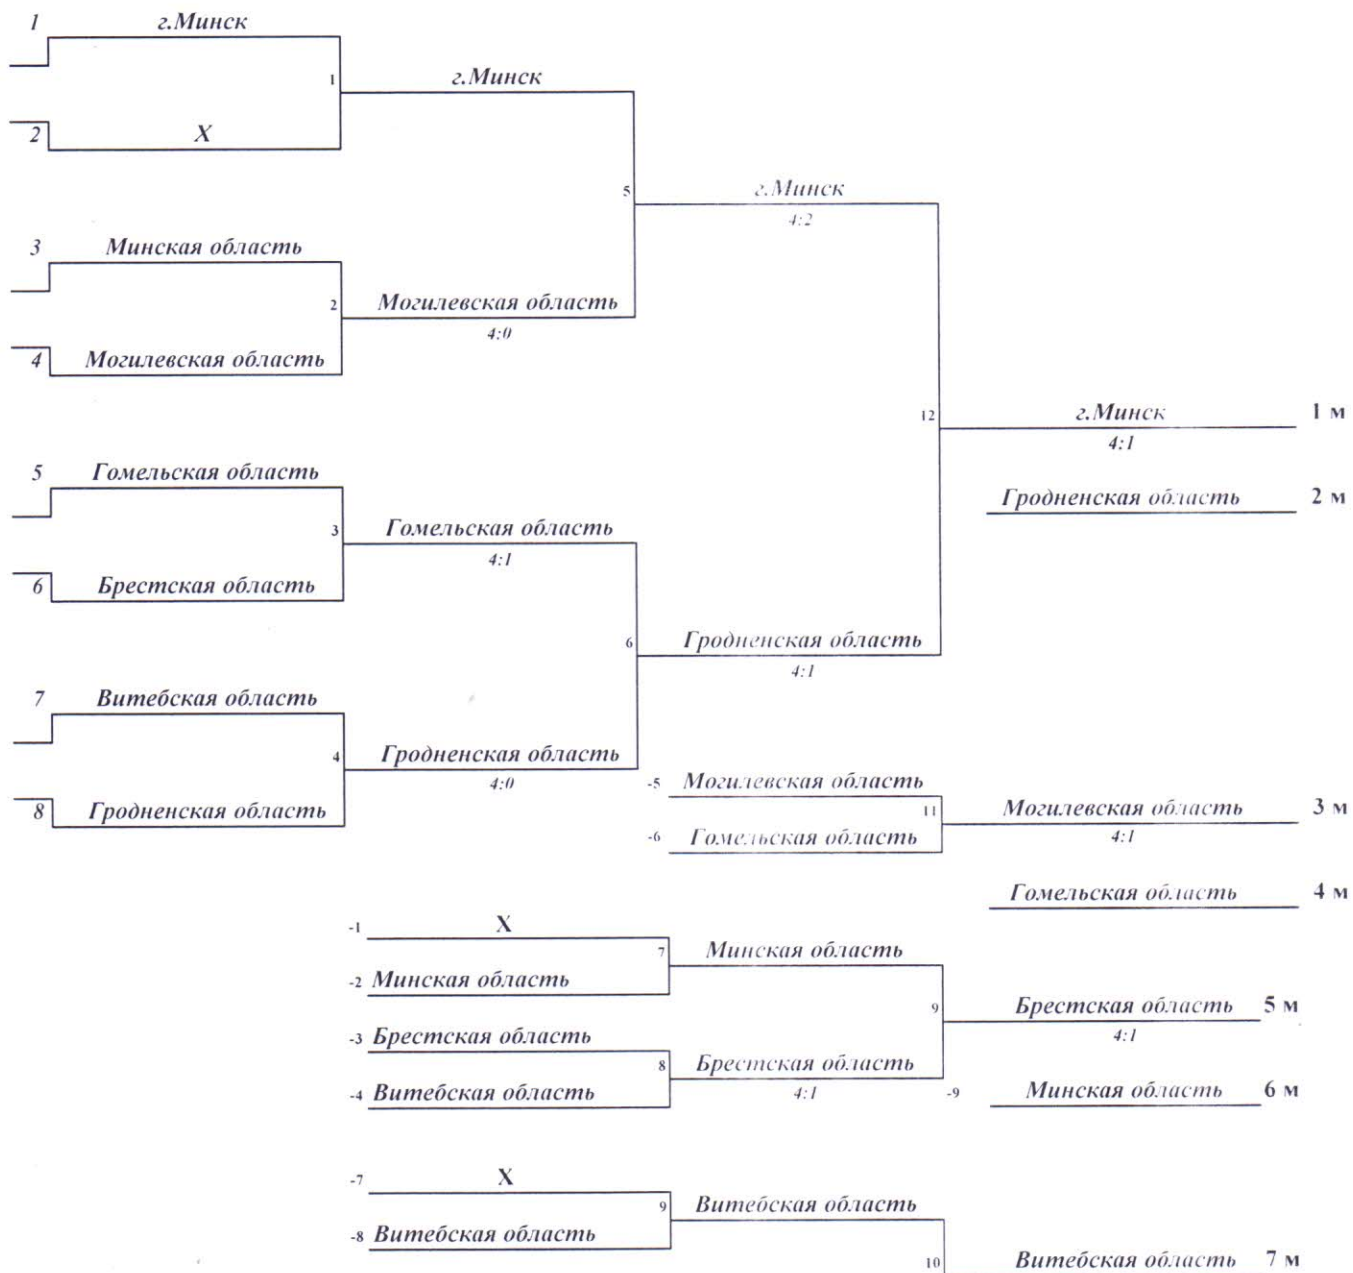 1 г.Минск
1 г.Минск
2 X
5 г.Минск
4:2
3 Минская область
2 Могилевская область
4:0
4 Могилевская область
12 г.Минск 1 м
4:1
5 Гомельская область
Гродненская область 2 м
3 Гомельская область
4:1
6 Брестская область
6 Гродненская область
4:1
7 Витебская область
4 Гродненская область
4:0
-5 Могилевская область
8 Гродненская область
11 Могилевская область 3 м
4:1
-6 Гомельская область
Гомельская область 4 м
-1 X
7 Минская область
-2 Минская область
9 Брестская область 5 м
4:1
-3 Брестская область
8 Брестская область
4:1
-4 Витебская область
-9 Минская область 6 м
-7 X
9 Витебская область
-8 Витебская область
10 Витебская область 7 м